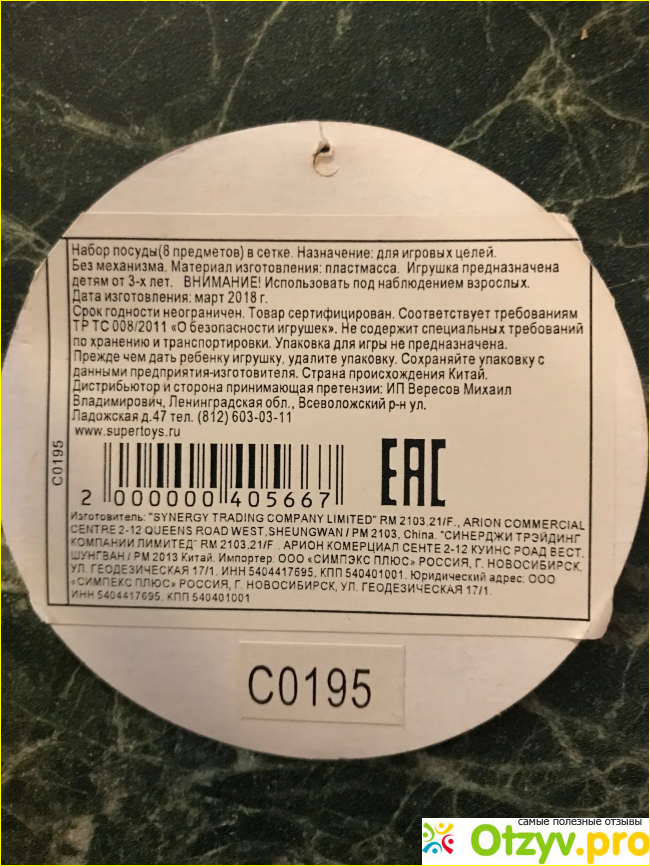 Набор посуды(8 предметов) в сетке. Назначение: для игровых целей.
Без механизма. Материал изготовления: пластмасса. Игрушка предназначена
детям от 3-х лет. ВНИМАНИЕ! Использовать под наблюдением взрослых.
Дата изготовления: март 2018 г.
Срок годности неограничен. Товар сертифицирован. Соответствует требованиям
ТР ТС 008/2011 «О безопасности игрушек». Не содержит специальных требований
по хранению и транспортировки. Упаковка для игры не предназначена.
Прежде чем дать ребенку игрушку, удалите упаковку. Сохраняйте упаковку с
данными предприятия-изготовителя. Страна происхождения Китай.
Дистрибьютор и сторона принимающая претензии: ИП Вересов Михаил
Владимирович, Ленинградская обл., Всеволожский р-н ул.
Ладожская д.47 тел. (812) 603-03-11
www.supertoys.ru
C0195
EAC
2 000000 405667
Изготовитель: "SYNERGY TRADING COMPANY LIMITED" RM 2103,21/F., ARION COMMERCIAL
CENTRE 2-12 QUEENS ROAD WEST, SHEUNGWAN / PM 2103, China. "СИНЕРДЖИ ТРЭЙДИНГ
КОМПАНИ ЛИМИТЕД" RM 2103,21/F., АРИОН КОМЕРЦИАЛ СЕНТЕ 2-12 КУИНС РОАД ВЕСТ,
ШУНГВАН / РМ 2013 Китай. Импортер: ООО «СИМПЭКС ПЛЮС» РОССИЯ, Г. НОВОСИБИРСК,
УЛ. ГЕОДЕЗИЧЕСКАЯ 17/1. ИНН 5404417695, КПП 540401001. Юридический адрес: ООО
«СИМПЕКС ПЛЮС» РОССИЯ, Г. НОВОСИБИРСК, УЛ. ГЕОДЕЗИЧЕСКАЯ 17/1.
ИНН 5404417695, КПП 540401001
C0195
самые полезные отзывы
Otzyv.pro